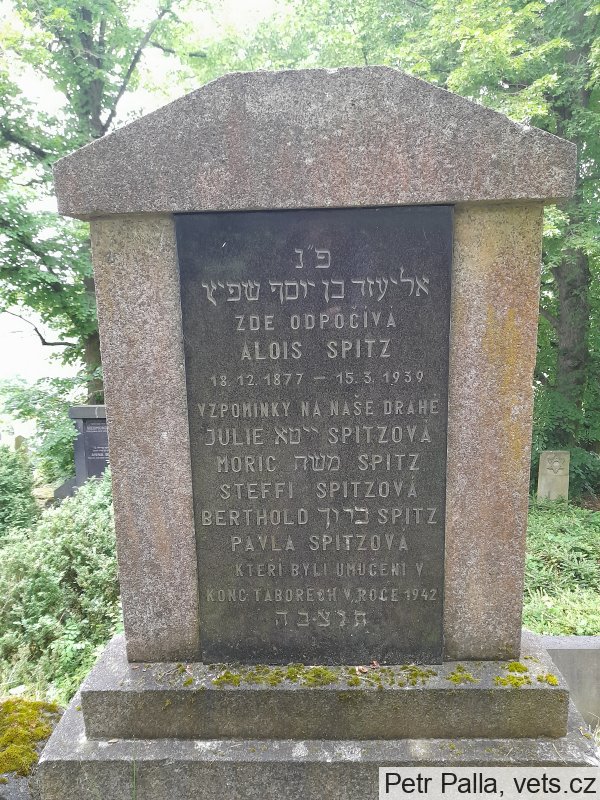 פ״נ
אליעזר בן יוסף שפיץ
ZDE ODPOČÍVÁ
ALOIS SPITZ
18.12.1877 — 15.3.1939
VZPOMÍNKY NA NAŠE DRAHÉ
JULIE ייטא SPITZOVÁ
MORIC משה SPITZ
STEFFI SPITZOVÁ
BERTHOLD ברוך SPITZ
PAVLA SPITZOVÁ
KTEŘÍ BYLI UMUČENI V
KONC. TÁBORECH V ROCE 1942
תנצבה
Petr Palla, vets.cz